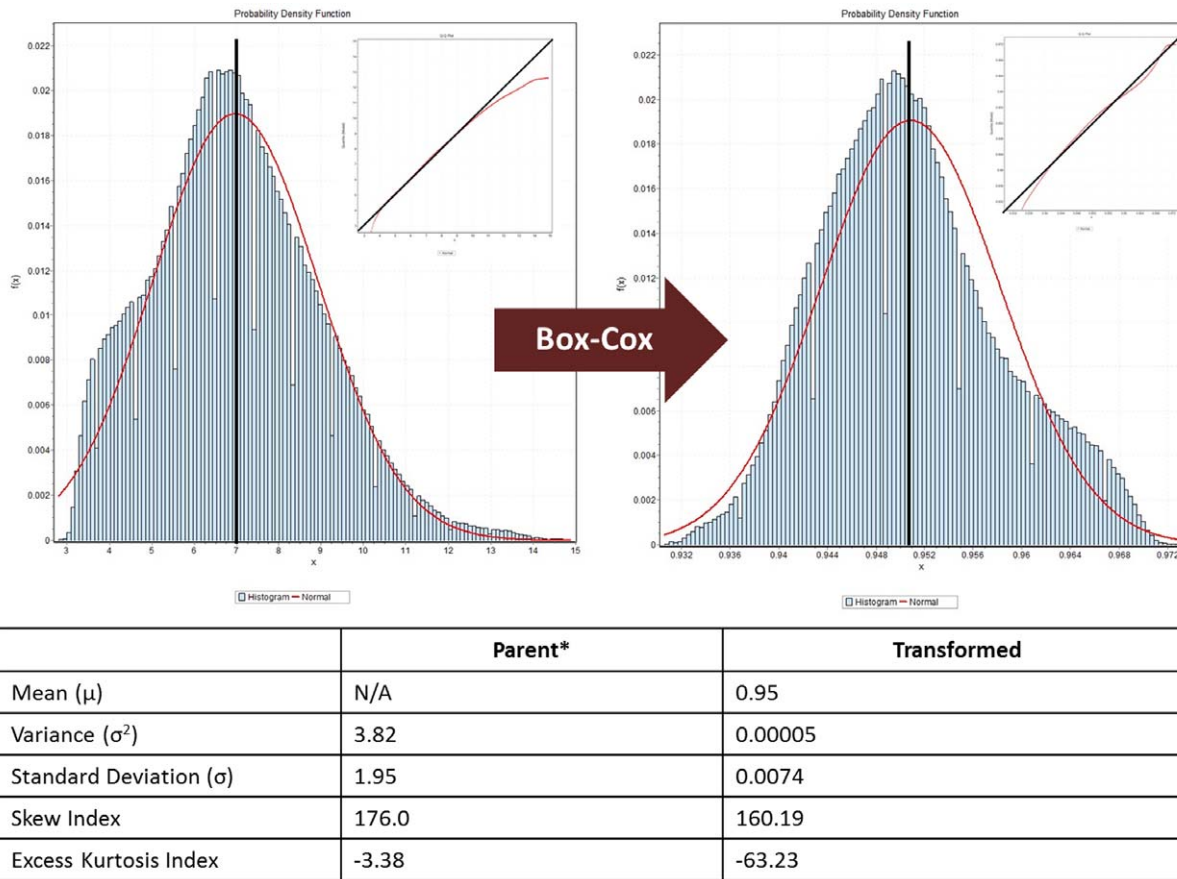 Probability Density Function
f(x)
0.022
0.02
0.018
0.016
0.014
0.012
0.01
0.008
0.006
0.004
0.002
0
3 4 5 6 7 8 9 10 11 12 13 14 15
x
Histogram Normal
Box-Cox
Probability Density Function
f(x)
0.022
0.02
0.018
0.016
0.014
0.012
0.006
0.004
0.002
0
0.932 0.936 0.94 0.944 0.948 0.952 0.956 0.96 0.964 0.968 0.972
x
Histogram Normal
Parent* Transformed
Mean (μ) N/A 0.95
Variance (σ²) 3.82 0.00005
Standard Deviation (σ) 1.95 0.0074
Skew Index 176.0 160.19
Excess Kurtosis Index -3.38 -63.23